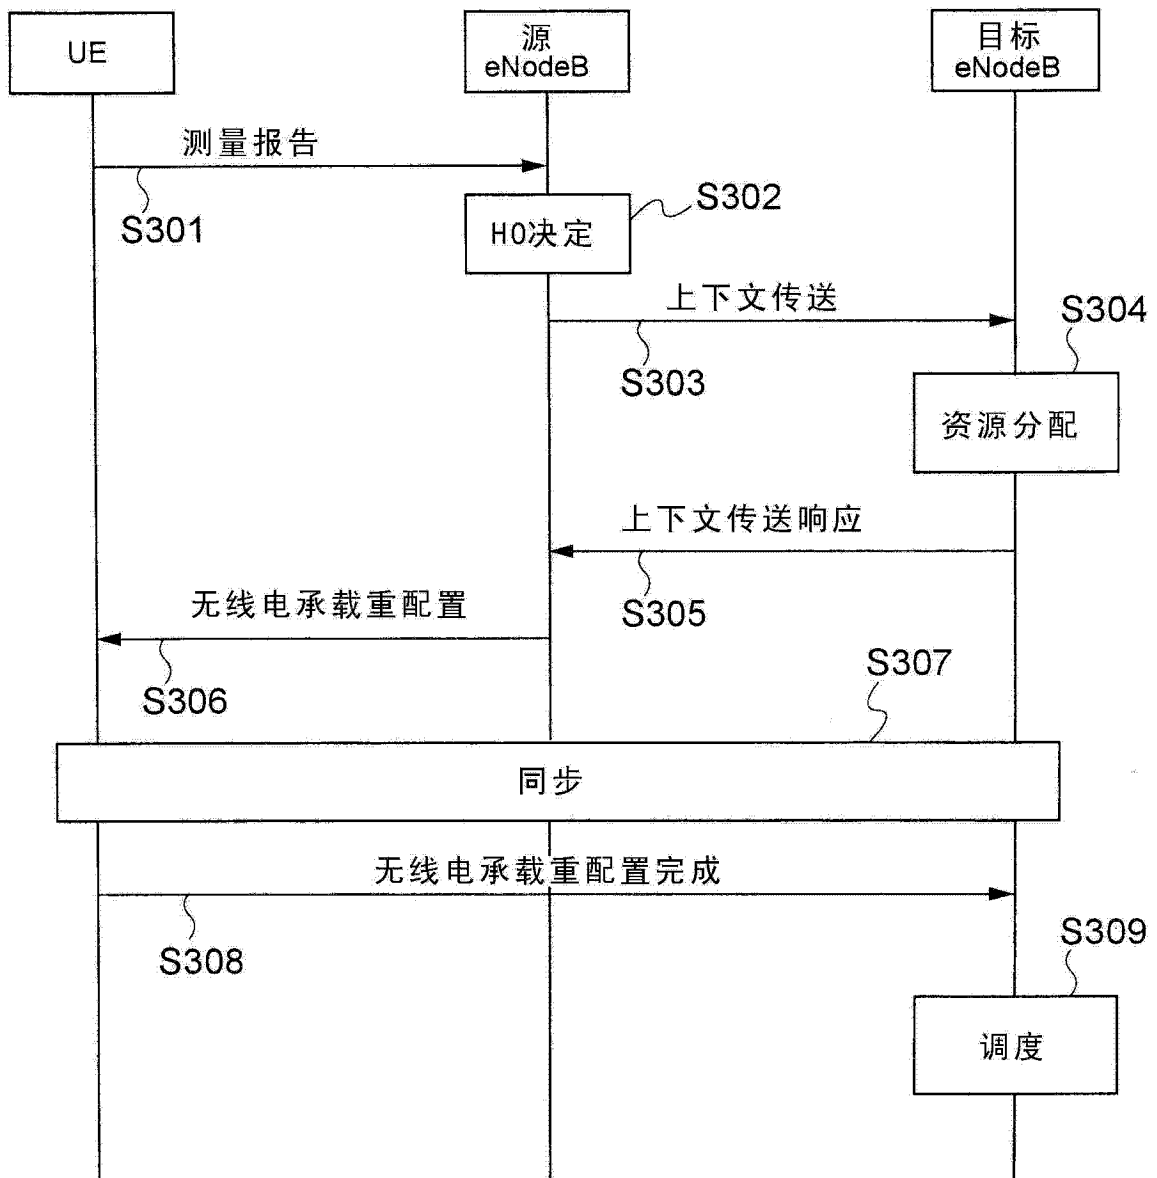 UE
源
eNodeB
目标
eNodeB
测量报告
S301
H0决定
S302
上下文传送
S303
S304
资源分配
上下文传送响应
S305
无线电承载重配置
S306
S307
同步
无线电承载重配置完成
S308
S309
调度